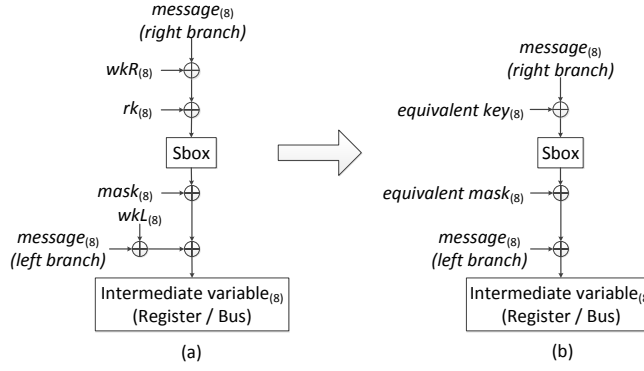 message(8)
(right branch)
wkR(8)
rk(8)
Sbox
mask(8)
wkL(8)
message(8)
(left branch)
Intermediate variable(8)
(Register / Bus)
(a)
message(8)
(right branch)
equivalent key(8)
Sbox
equivalent mask(8)
message(8)
(left branch)
Intermediate variable(8)
(Register / Bus)
(b)